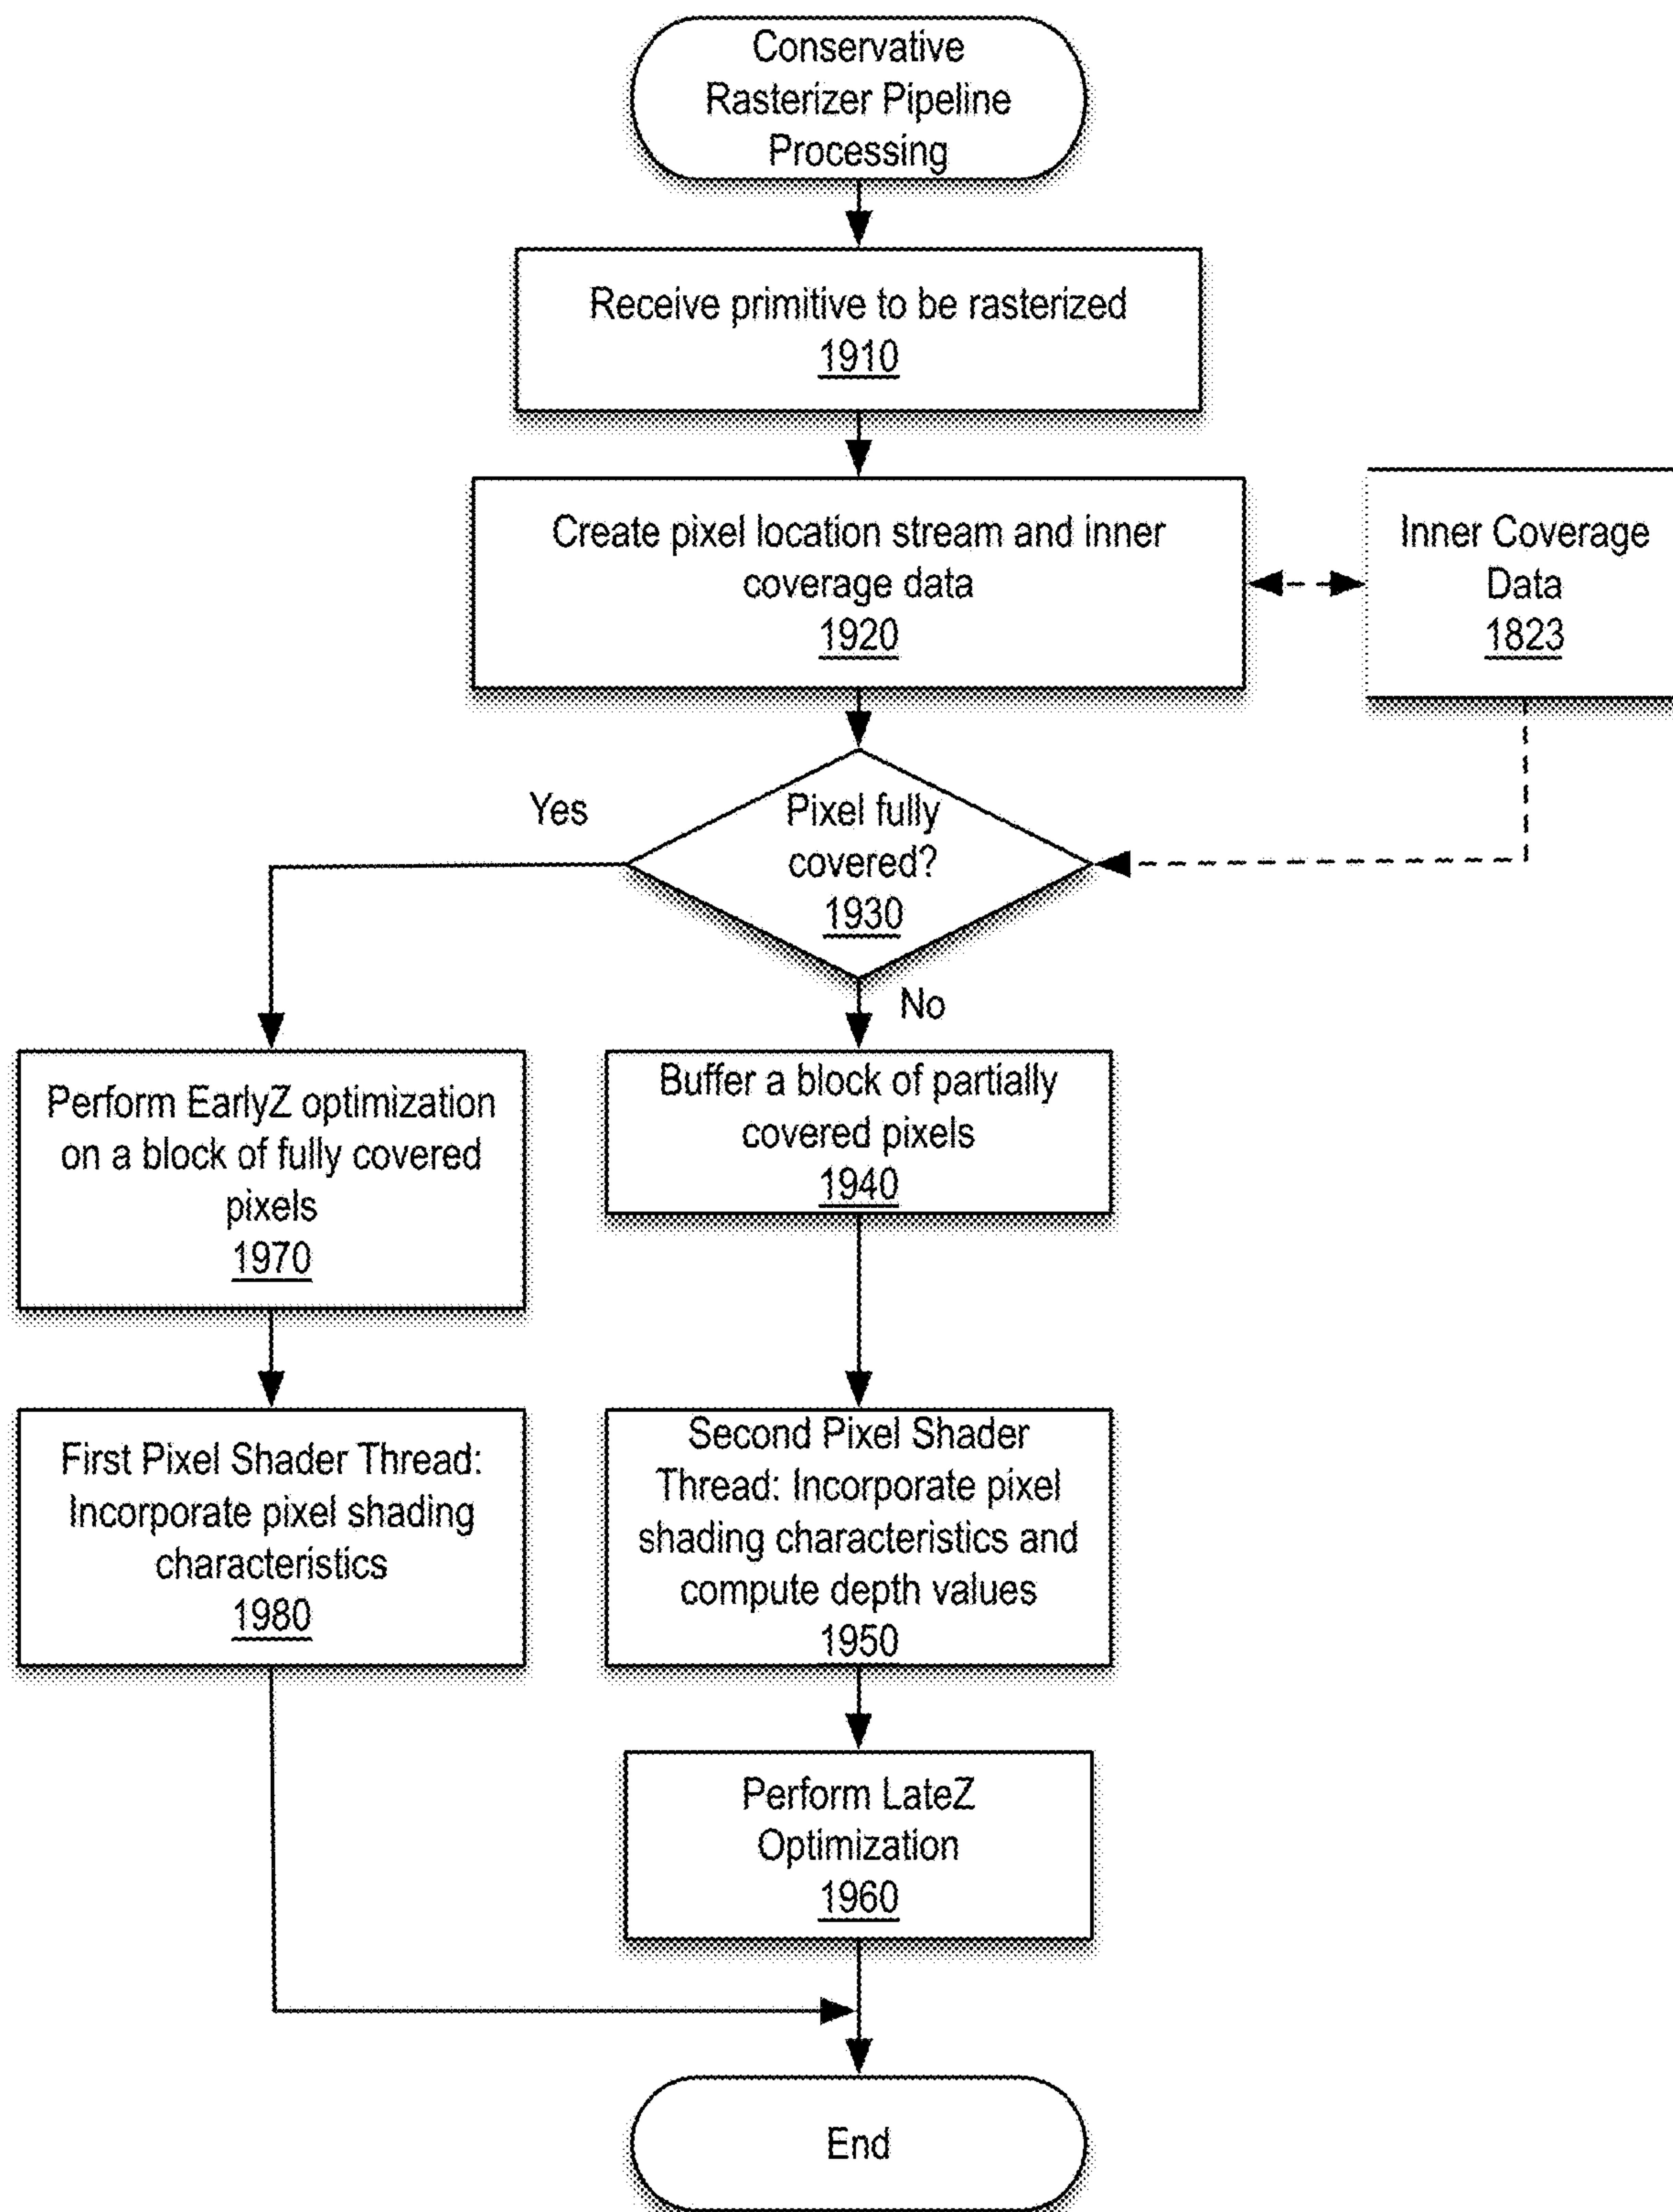 Conservative
Rasterizer Pipeline
Processing
Receive primitive to be rasterized
1910
Create pixel location stream and inner
coverage data
1920
Inner Coverage
Data
1823
Yes
Pixel fully
covered?
1930
No
Perform EarlyZ optimization
on a block of fully covered
pixels
1970
Buffer a block of partially
covered pixels
1940
First Pixel Shader Thread:
Incorporate pixel shading
characteristics
1980
Second Pixel Shader
Thread: Incorporate pixel
shading characteristics and
compute depth values
1950
Perform LateZ
Optimization
1960
End